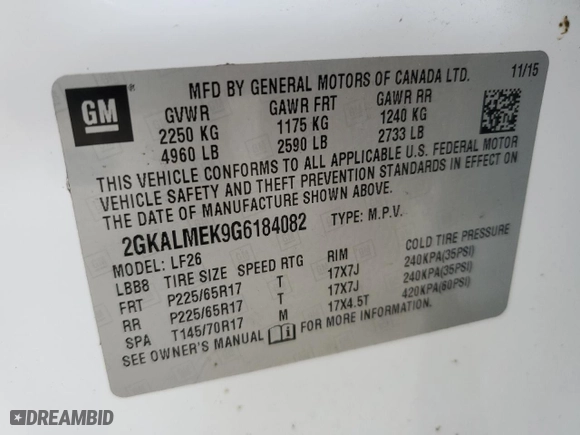 GM
MFD BY GENERAL MOTORS OF CANADA LTD. 11/15
GVWR GAWR FRT GAWR RR
2250 KG 1175 KG 1240 KG
4960 LB 2590 LB 2733 LB
THIS VEHICLE CONFORMS TO ALL APPLICABLE U.S. FEDERAL MOTOR
VEHICLE SAFETY AND THEFT PREVENTION STANDARDS IN EFFECT ON
THE DATE OF MANUFACTURE SHOWN ABOVE.
2GKALMEK9G6184082 TYPE: M.P.V.
MODEL: LF26
LBB8 TIRE SIZE SPEED RTG RIM COLD TIRE PRESSURE
FRT P225/65R17 T 17X7J 240KPA(35PSI)
RR P225/65R17 T 17X7J 240KPA(35PSI)
SPA T145/70R17 M 17X4.5T 420KPA(60PSI)
SEE OWNER'S MANUAL FOR MORE INFORMATION.
DREAMBID